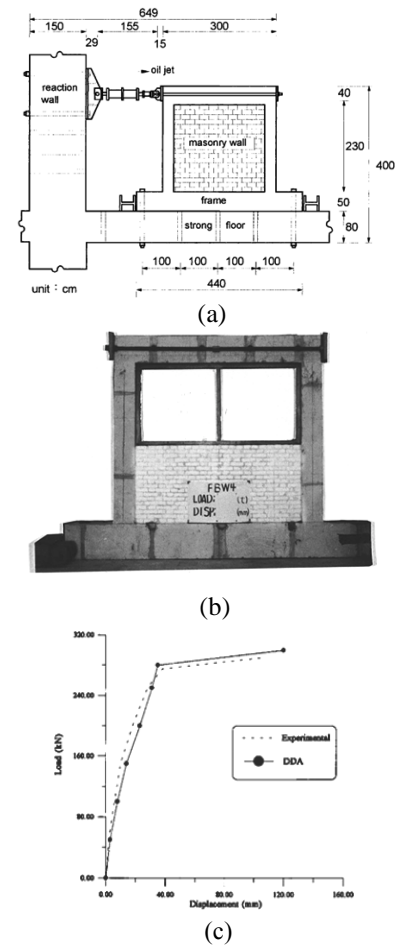 649
150
155
300
29
15
oil jet
reaction
wall
40
masonry wall
230
400
frame
50
strong floor
80
100 100 100 100
unit : cm
440
(a)
FBW4
LOAD: (t)
DISP: (mm)
(b)
320.00
240.00
160.00
80.00
0.00
Load (kN)
Experimental
DDA
0.00 40.00 80.00 120.00 160.00
Displacement (mm)
(c)